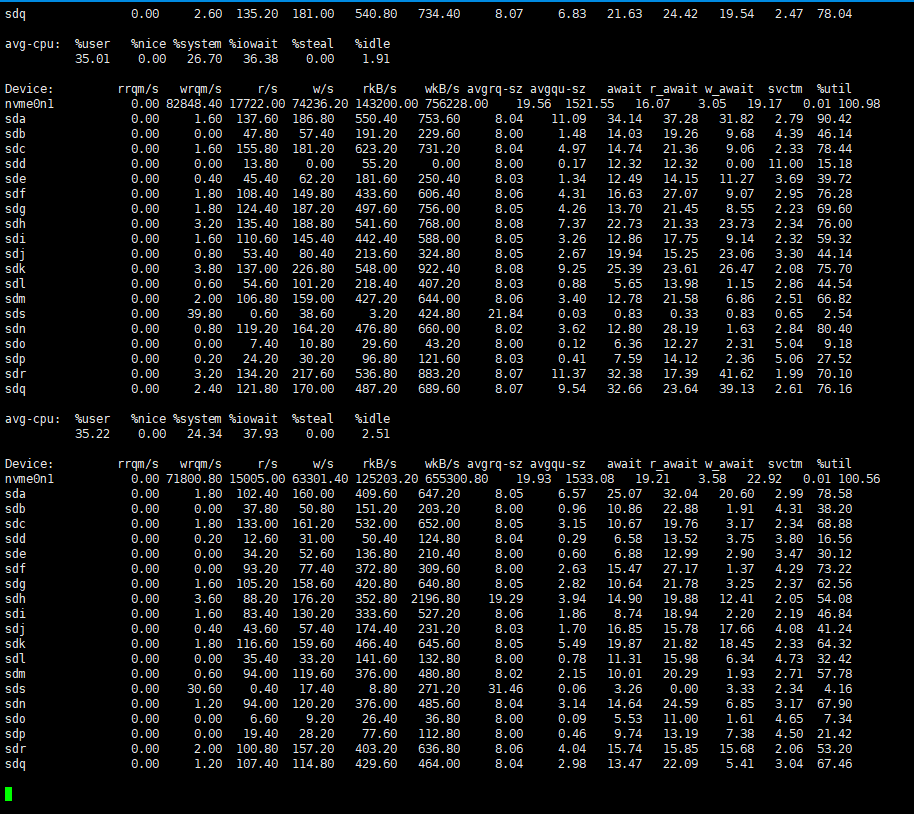 sdq 0.00 2.60 135.20 181.00 540.80 734.40 8.07 6.83 21.63 24.42 19.54 2.47 78.04
avg-cpu: %user %nice %system %iowait %steal %idle
35.01 0.00 26.70 36.38 0.00 1.91
Device: rrqm/s wrqm/s r/s w/s rkB/s wkB/s avgrq-sz avgqu-sz await r_await w_await svctm %util
nvme0n1 0.00 82848.40 17722.00 74236.20 143200.00 756228.00 19.56 1521.55 16.07 3.05 19.17 0.01 100.98
sda 0.00 1.60 137.60 186.80 550.40 753.60 8.04 11.09 34.14 37.28 31.82 2.79 90.42
sdb 0.00 0.00 47.80 57.40 191.20 229.60 8.00 1.48 14.03 19.26 9.68 4.39 46.14
sdc 0.00 1.60 155.80 181.20 623.20 731.20 8.04 4.97 14.74 21.36 9.06 2.33 78.44
sdd 0.00 0.00 13.80 0.00 55.20 0.00 8.00 0.17 12.32 12.32 0.00 11.00 15.18
sde 0.00 0.40 45.40 62.20 181.60 250.40 8.03 1.34 12.49 14.15 11.27 3.69 39.72
sdf 0.00 1.80 108.40 149.80 433.60 606.40 8.06 4.31 16.63 27.07 9.07 2.95 76.28
sdg 0.00 1.80 124.40 187.20 497.60 756.00 8.05 4.26 13.70 21.45 8.55 2.23 69.60
sdh 0.00 3.20 135.40 188.80 541.60 768.00 8.08 7.37 22.73 21.33 23.73 2.34 76.00
sdi 0.00 1.60 110.60 145.40 442.40 588.00 8.05 3.26 12.86 17.75 9.14 2.32 59.32
sdj 0.00 0.80 53.40 80.40 213.60 324.80 8.05 2.67 19.94 15.25 23.06 3.30 44.14
sdk 0.00 3.80 137.00 226.80 548.00 922.40 8.08 9.25 25.39 23.61 26.47 2.08 75.70
sdl 0.00 0.60 54.60 101.20 218.40 407.20 8.03 0.88 5.65 13.98 1.15 2.86 44.54
sdm 0.00 2.00 106.80 159.00 427.20 644.00 8.06 3.40 12.78 21.58 6.86 2.51 66.82
sds 0.00 39.80 0.60 38.60 3.20 424.80 21.84 0.03 0.83 0.33 0.83 0.65 2.54
sdn 0.00 0.80 119.20 164.20 476.80 660.00 8.02 3.62 12.80 28.19 1.63 2.84 80.40
sdo 0.00 0.00 7.40 10.80 29.60 43.20 8.00 0.12 6.36 12.27 2.31 5.04 9.18
sdp 0.00 0.20 24.20 30.20 96.80 121.60 8.03 0.41 7.59 14.12 2.36 5.06 27.52
sdr 0.00 3.20 134.20 217.60 536.80 883.20 8.07 11.37 32.38 17.39 41.62 1.99 70.10
sdq 0.00 2.40 121.80 170.00 487.20 689.60 8.07 9.54 32.66 23.64 39.13 2.61 76.16
avg-cpu: %user %nice %system %iowait %steal %idle
35.22 0.00 24.34 37.93 0.00 2.51
Device: rrqm/s wrqm/s r/s w/s rkB/s wkB/s avgrq-sz avgqu-sz await r_await w_await svctm %util
nvme0n1 0.00 71800.80 15005.00 63301.40 125203.20 655300.80 19.93 1533.08 19.21 3.58 22.92 0.01 100.56
sda 0.00 1.80 102.40 160.00 409.60 647.20 8.05 6.57 25.07 32.04 20.60 2.99 78.58
sdb 0.00 0.00 37.80 50.80 151.20 203.20 8.00 0.96 10.86 22.88 1.91 4.31 38.20
sdc 0.00 1.80 133.00 161.20 532.00 652.00 8.05 3.15 10.67 19.76 3.17 2.34 68.88
sdd 0.00 0.20 12.60 31.00 50.40 124.80 8.04 0.29 6.58 13.52 3.75 3.80 16.56
sde 0.00 0.00 34.20 52.60 136.80 210.40 8.00 0.60 6.88 12.99 2.90 3.47 30.12
sdf 0.00 0.00 93.20 77.40 372.80 309.60 8.00 2.63 15.47 27.17 1.37 4.29 73.22
sdg 0.00 1.60 105.20 158.60 420.80 640.80 8.05 2.82 10.64 21.78 3.25 2.37 62.56
sdh 0.00 3.60 88.20 176.20 352.80 2196.80 19.29 3.94 14.90 19.88 12.41 2.05 54.08
sdi 0.00 1.60 83.40 130.20 333.60 527.20 8.06 1.86 8.74 18.94 2.20 2.19 46.84
sdj 0.00 0.40 43.60 57.40 174.40 231.20 8.03 1.70 16.85 15.78 17.66 4.08 41.24
sdk 0.00 1.80 116.60 159.60 466.40 645.60 8.05 5.49 19.87 21.82 18.45 2.33 64.32
sdl 0.00 0.00 35.40 33.20 141.60 132.80 8.00 0.78 11.31 15.98 6.34 4.73 32.42
sdm 0.00 0.60 94.00 119.60 376.00 480.80 8.02 2.15 10.01 20.29 1.93 2.71 57.78
sds 0.00 30.60 0.40 17.40 8.80 271.20 31.46 0.06 3.26 0.00 3.33 2.34 4.16
sdn 0.00 1.20 94.00 120.20 376.00 485.60 8.04 3.14 14.64 24.59 6.85 3.17 67.90
sdo 0.00 0.00 6.60 9.20 26.40 36.80 8.00 0.09 5.53 11.00 1.61 4.65 7.34
sdp 0.00 0.00 19.40 28.20 77.60 112.80 8.00 0.46 9.74 13.19 7.38 4.50 21.42
sdr 0.00 2.00 100.80 157.20 403.20 636.80 8.06 4.04 15.74 15.85 15.68 2.06 53.20
sdq 0.00 1.20 107.40 114.80 429.60 464.00 8.04 2.98 13.47 22.09 5.41 3.04 67.46